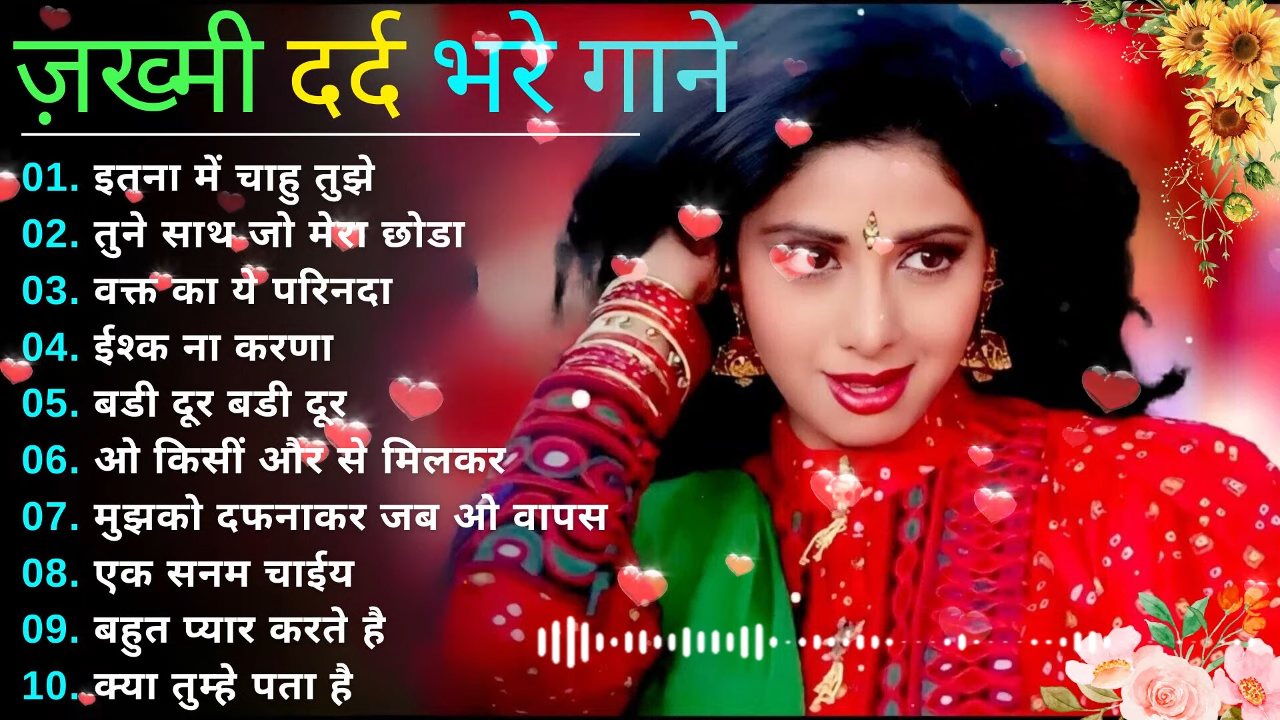 ज़ख्मी दर्द भरे गाने
01. इतना में चाहु तुझे
02. तुने साथ जो मेरा छोडा
03. वक्त का ये परिनदा
04. ईश्क ना करणा
05. बडी दूर बडी दूर
06. ओ किसीं और से मिलकर
07. मुझको दफनाकर जब ओ वापस
08. एक सनम चाईय
09. बहुत प्यार करते है
10. क्या तुम्हे पता है